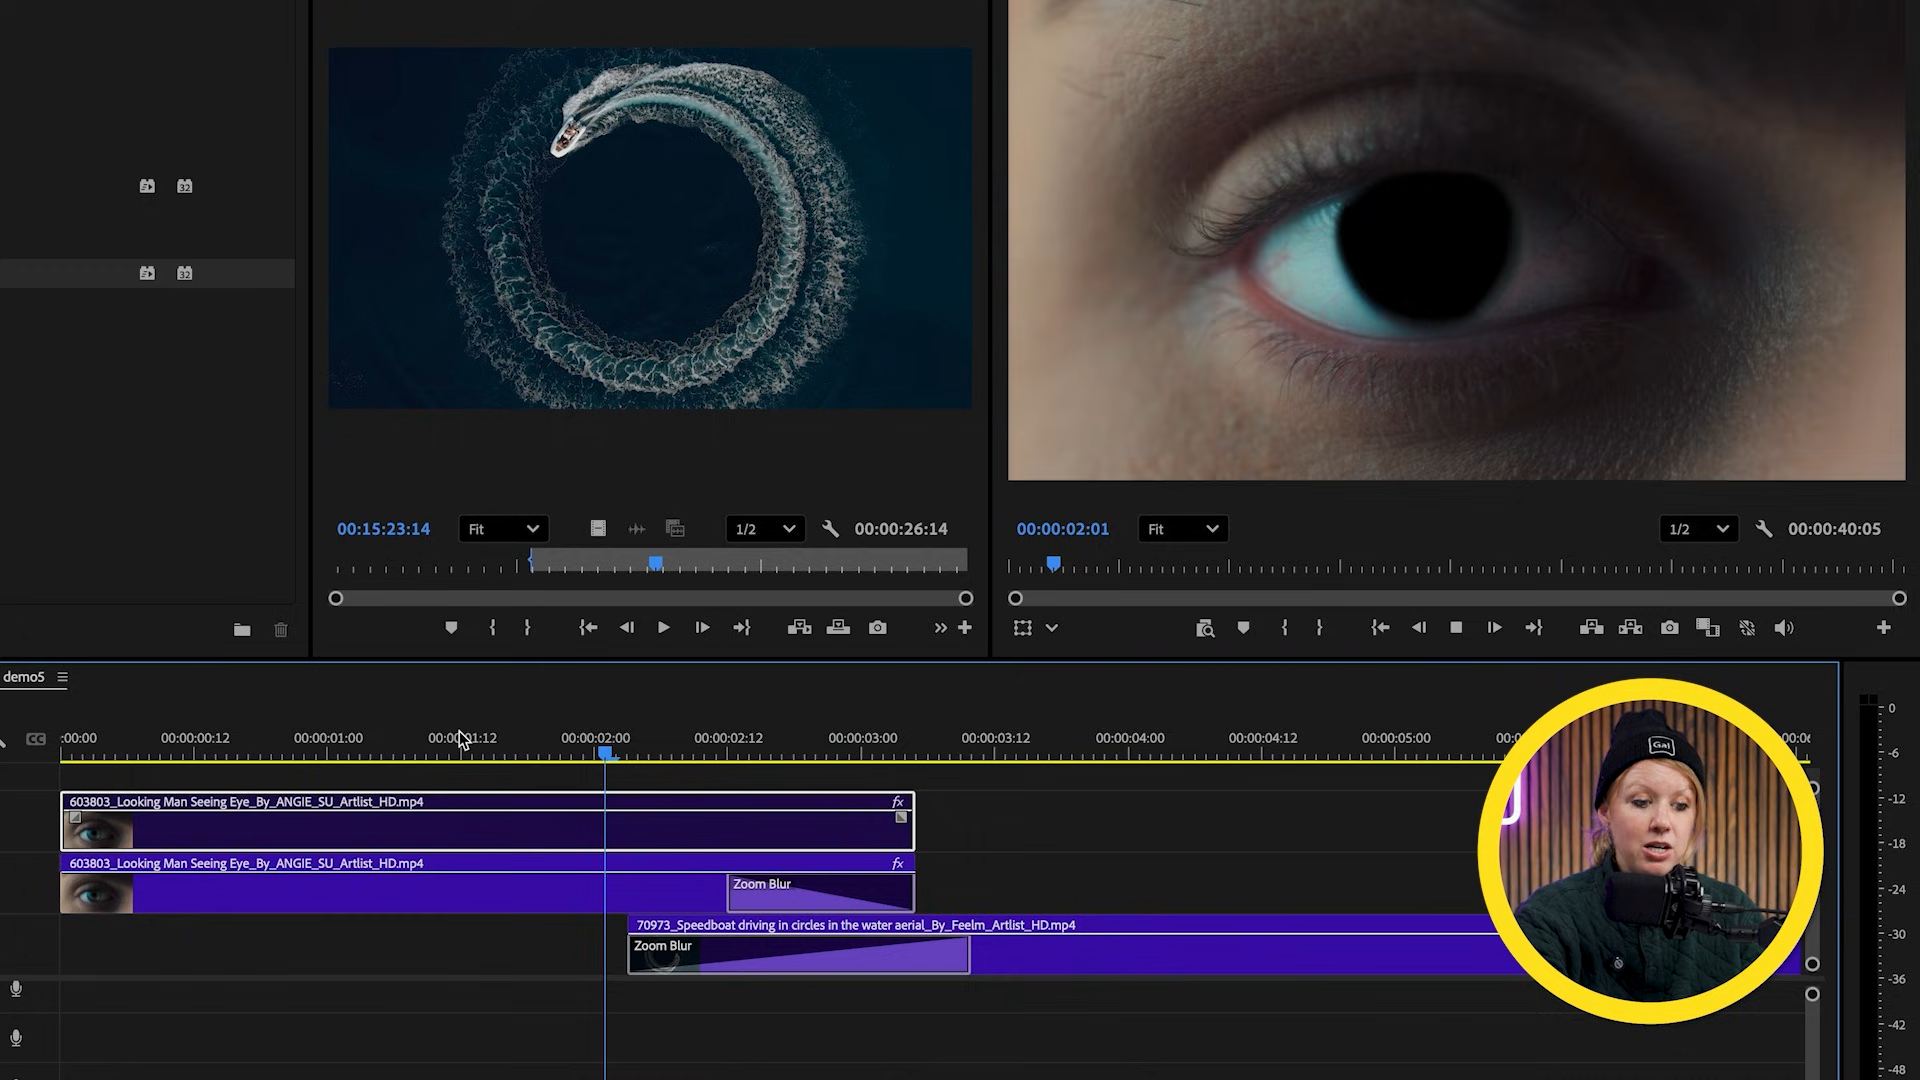 32
32
00:15:23:14
Fit
1/2
00:00:26:14
00:00:02:01
Fit
1/2
00:00:40:05
demo5
CC
:00:00
00:00:00:12
00:00:01:00
00:00:01:12
00:00:02:00
00:00:02:12
00:00:03:00
00:00:03:12
00:00:04:00
00:00:04:12
00:00:05:00
603803_Looking Man Seeing Eye_By_ANGIE_SU_Artlist_HD.mp4
fx
603803_Looking Man Seeing Eye_By_ANGIE_SU_Artlist_HD.mp4
fx
Zoom Blur
70973_Speedboat driving in circles in the water aerial_By_Feelm_Artlist_HD.mp4
Zoom Blur
Gal
0
-6
-12
-18
-24
-30
-36
-42
-48